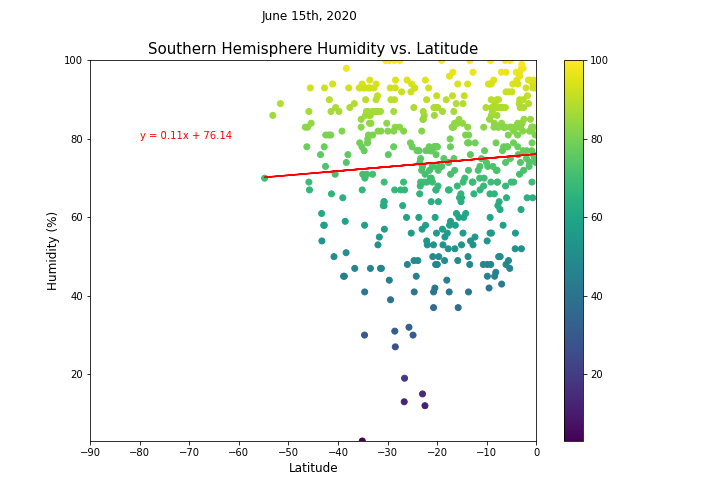 June 15th, 2020
Southern Hemisphere Humidity vs. Latitude
100
80
60
40
20
Humidity (%)
y = 0.11x + 76.14
−90 −80 −70 −60 −50 −40 −30 −20 −10 0
Latitude
100
80
60
40
20